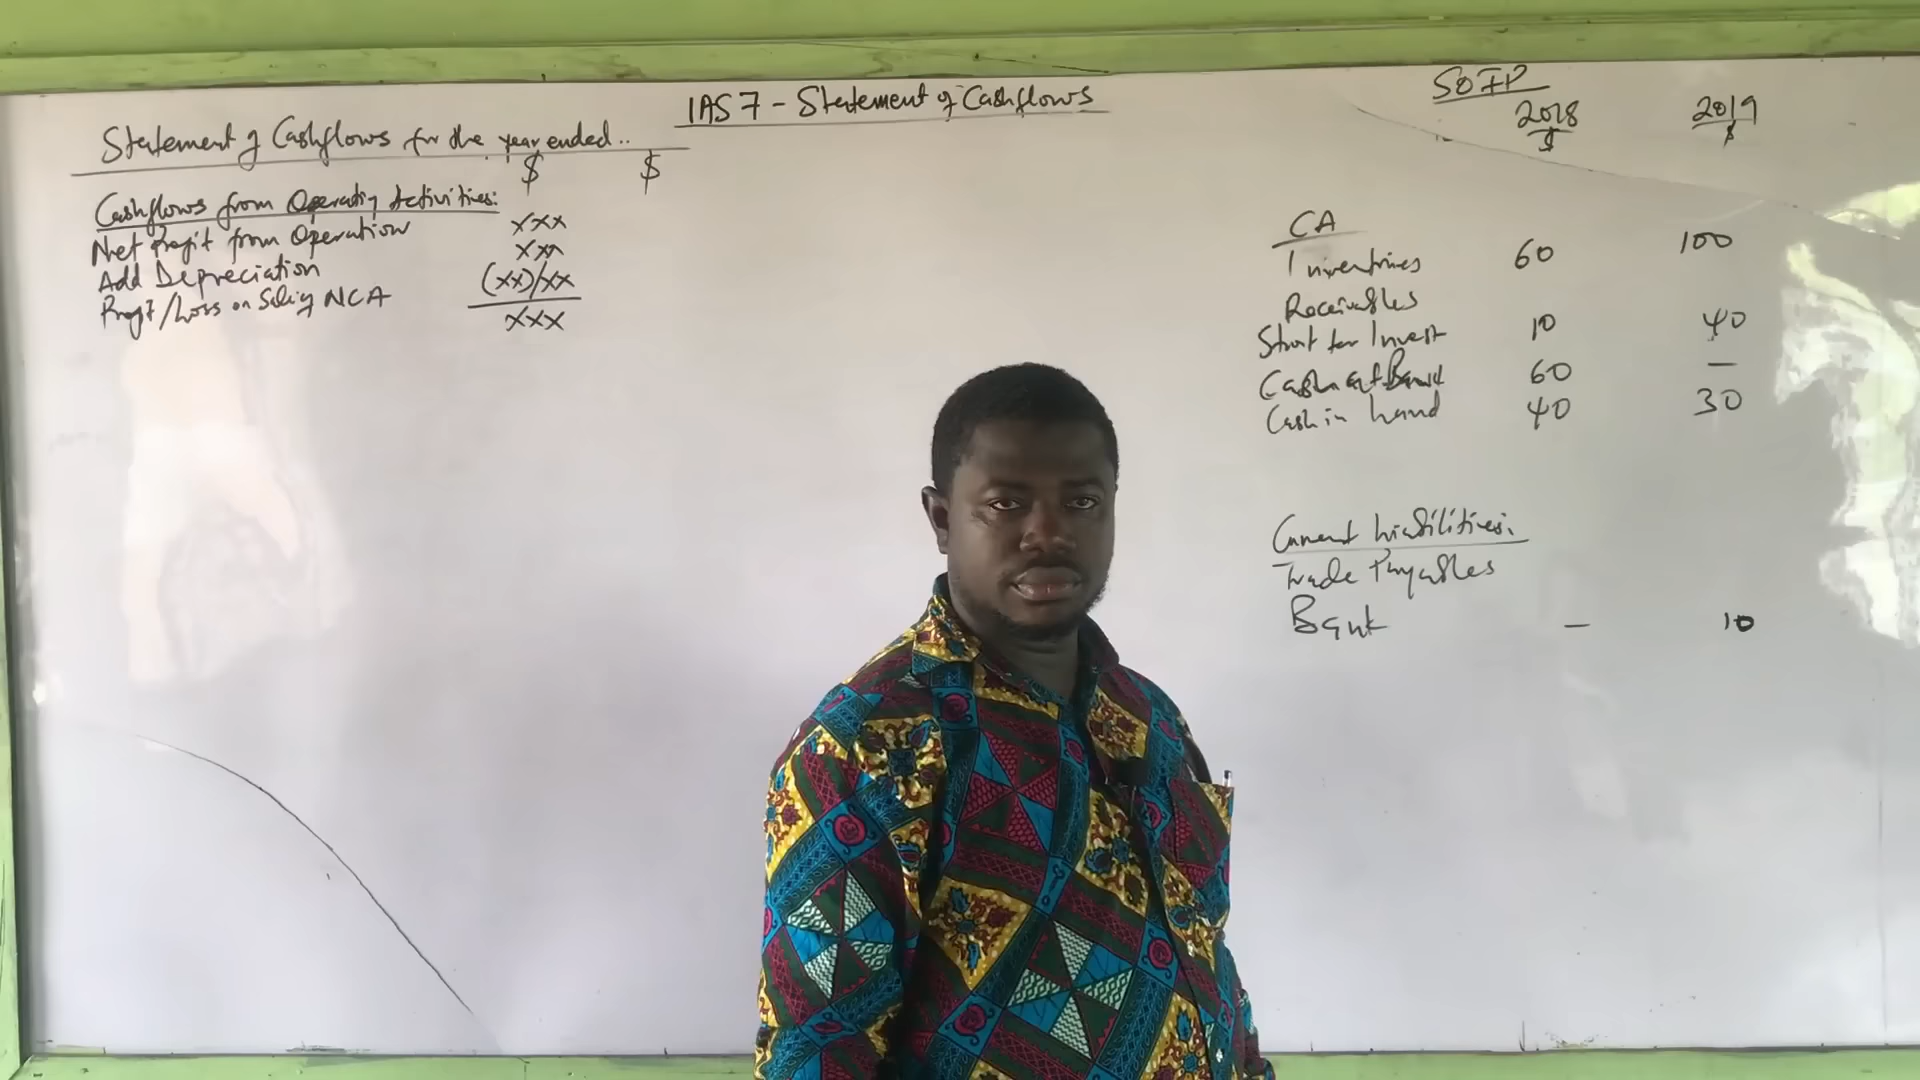 IAS 7 - Statement of Cashflows
Statement of Cashflows for the year ended..
$ $
Cashflows from Operating Activities:
Net Profit from Operation xxx
Add Depreciation xxx
Profit/Loss on Selling NCA (xx)/xx
xxx
SOFP
2018 2019
$ $
CA
Inventories 60 100
Receivables
Short ter Invest 10 40
Cash at Bank 60 –
Cash in hand 40 30
Current Liabilities:
Trade Payables
Bank – 10